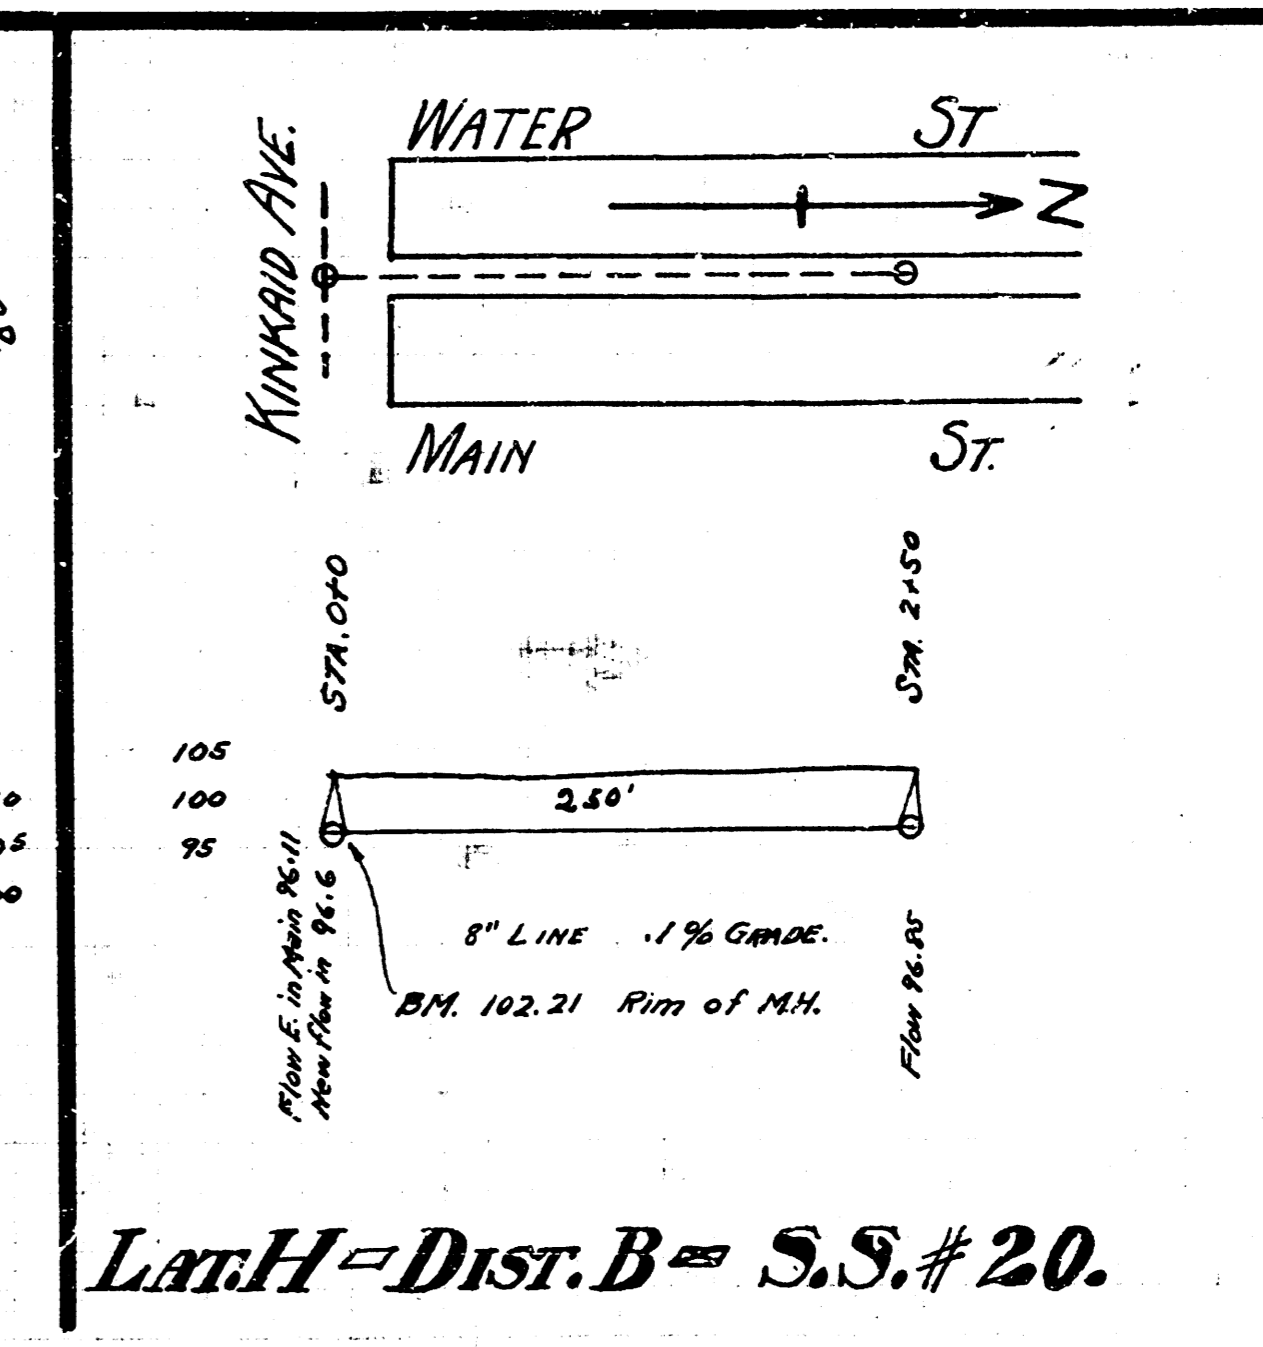 WATER ST
KINKAID AVE.
N
MAIN ST.
STA. 0+0
STA. 2+50
105
100
95
250'
Flow E. in Main 96.11
New Flow in 96.6
8" LINE .1% GRADE.
BM. 102.21 Rim of M.H.
Flow 96.85
LAT.H = DIST. B = S.S. # 20.